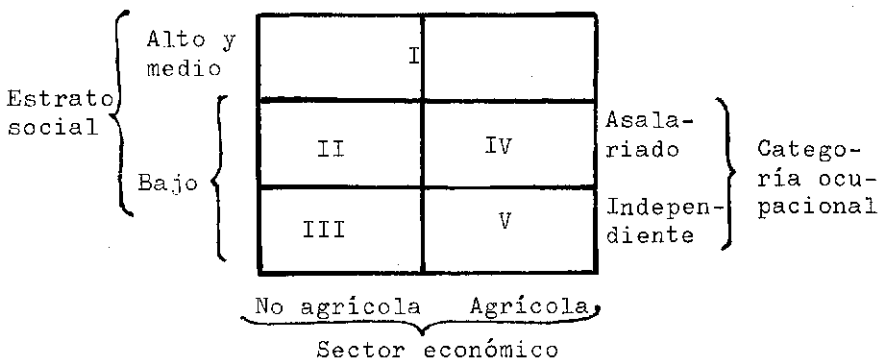 Alto y
medio
I
Estrato
social
Bajo
II
IV
III
V
Asala-
riado
Indepen-
diente
Catego-
ría ocu-
pacional
No agrícola
Agrícola
Sector económico